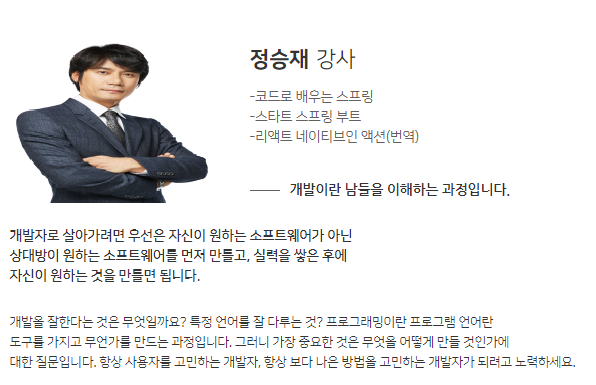 정승재 강사
-코드로 배우는 스프링
-스타트 스프링 부트
-리액트 네이티브인 액션(번역)
개발이란 남들을 이해하는 과정입니다.
개발자로 살아가려면 우선은 자신이 원하는 소프트웨어가 아닌
상대방이 원하는 소프트웨어를 먼저 만들고, 실력을 쌓은 후에
자신이 원하는 것을 만들면 됩니다.
개발을 잘한다는 것은 무엇일까요? 특정 언어를 잘 다루는 것? 프로그래밍이란 프로그램 언어란
도구를 가지고 무언가를 만드는 과정입니다. 그러니 가장 중요한 것은 무엇을 어떻게 만들 것인가에
대한 질문입니다. 항상 사용자를 고민하는 개발자, 항상 보다 나은 방법을 고민하는 개발자가 되려고 노력하세요.